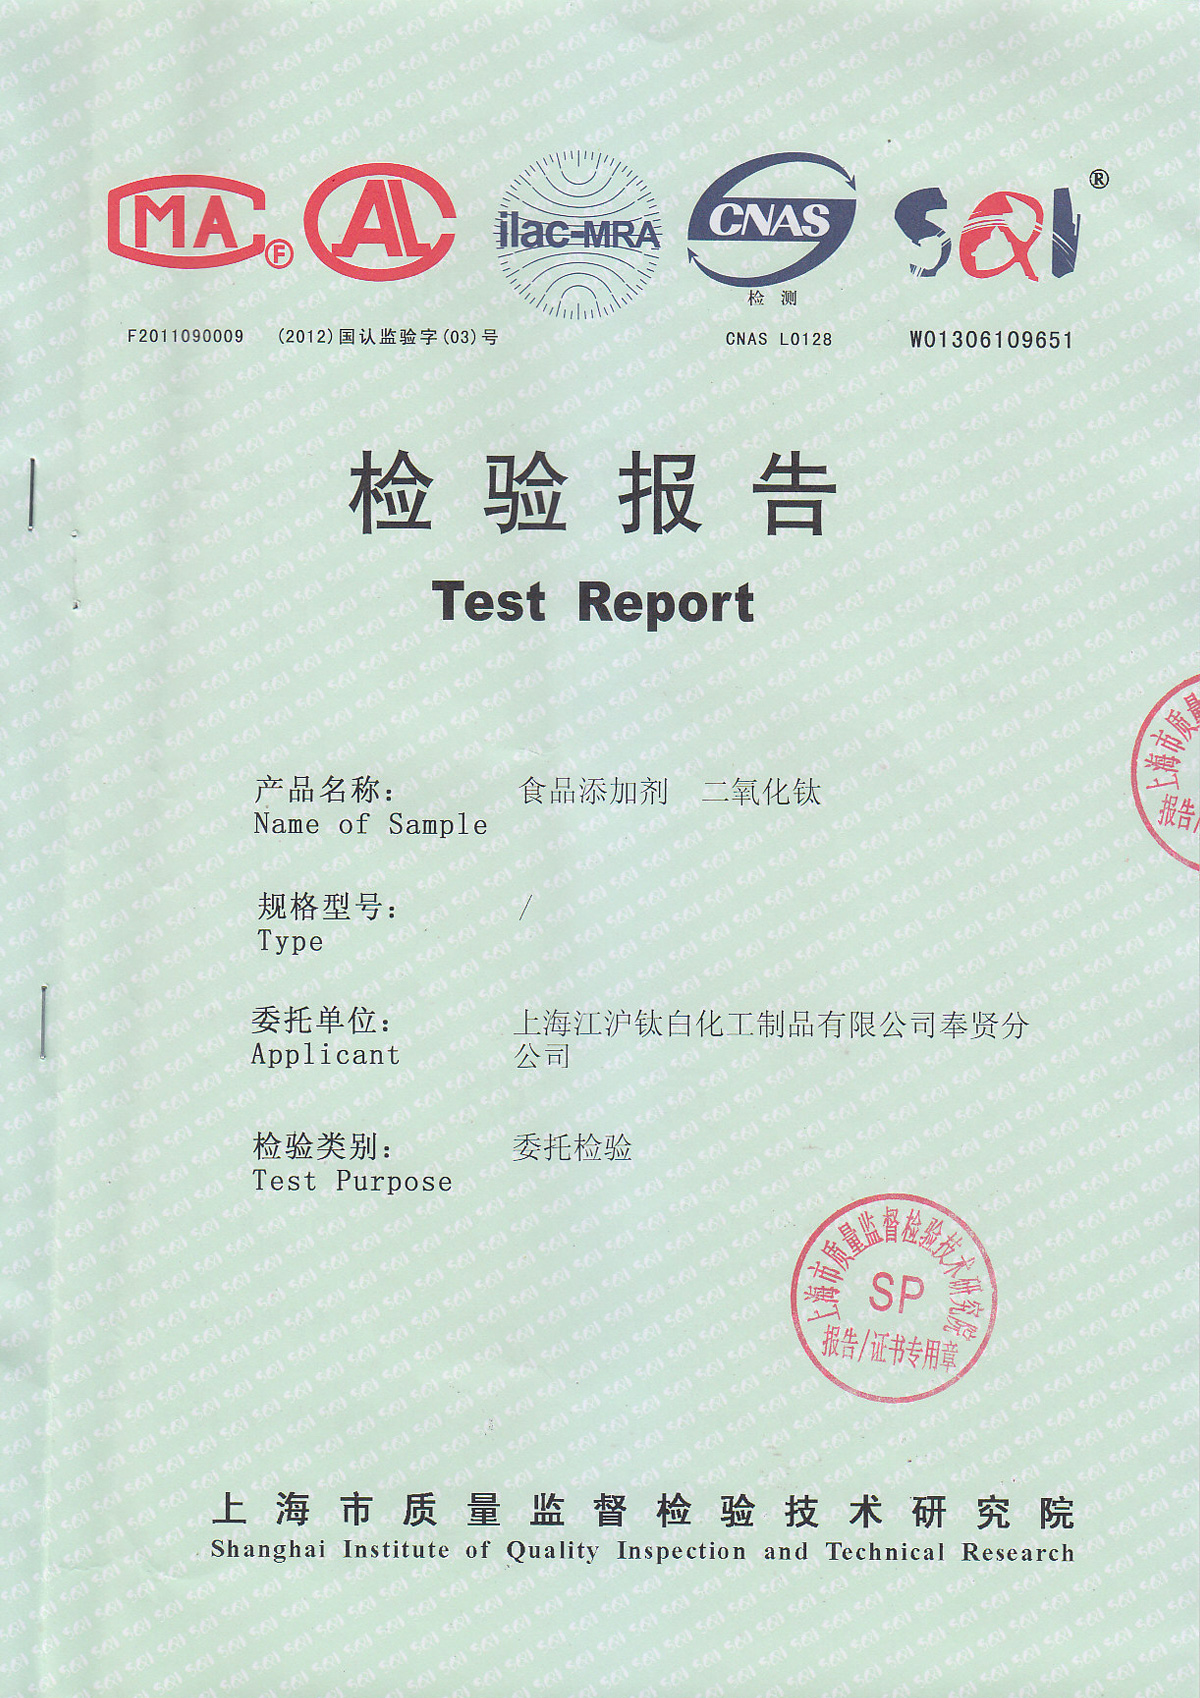 MA F
AL
ilac-MRA
CNAS
检 测
SQI ®
F2011090009 (2012)国认监验字(03)号 CNAS L0128 W01306109651
检验报告
Test Report
上海市质量
报告/
产品名称： 食品添加剂 二氧化钛
Name of Sample
规格型号： /
Type
委托单位： 上海江沪钛白化工制品有限公司奉贤分
Applicant 公司
检验类别： 委托检验
Test Purpose
上海市质量监督检验技术研究院
SP
报告/证书专用章
上海市质量监督检验技术研究院
Shanghai Institute of Quality Inspection and Technical Research